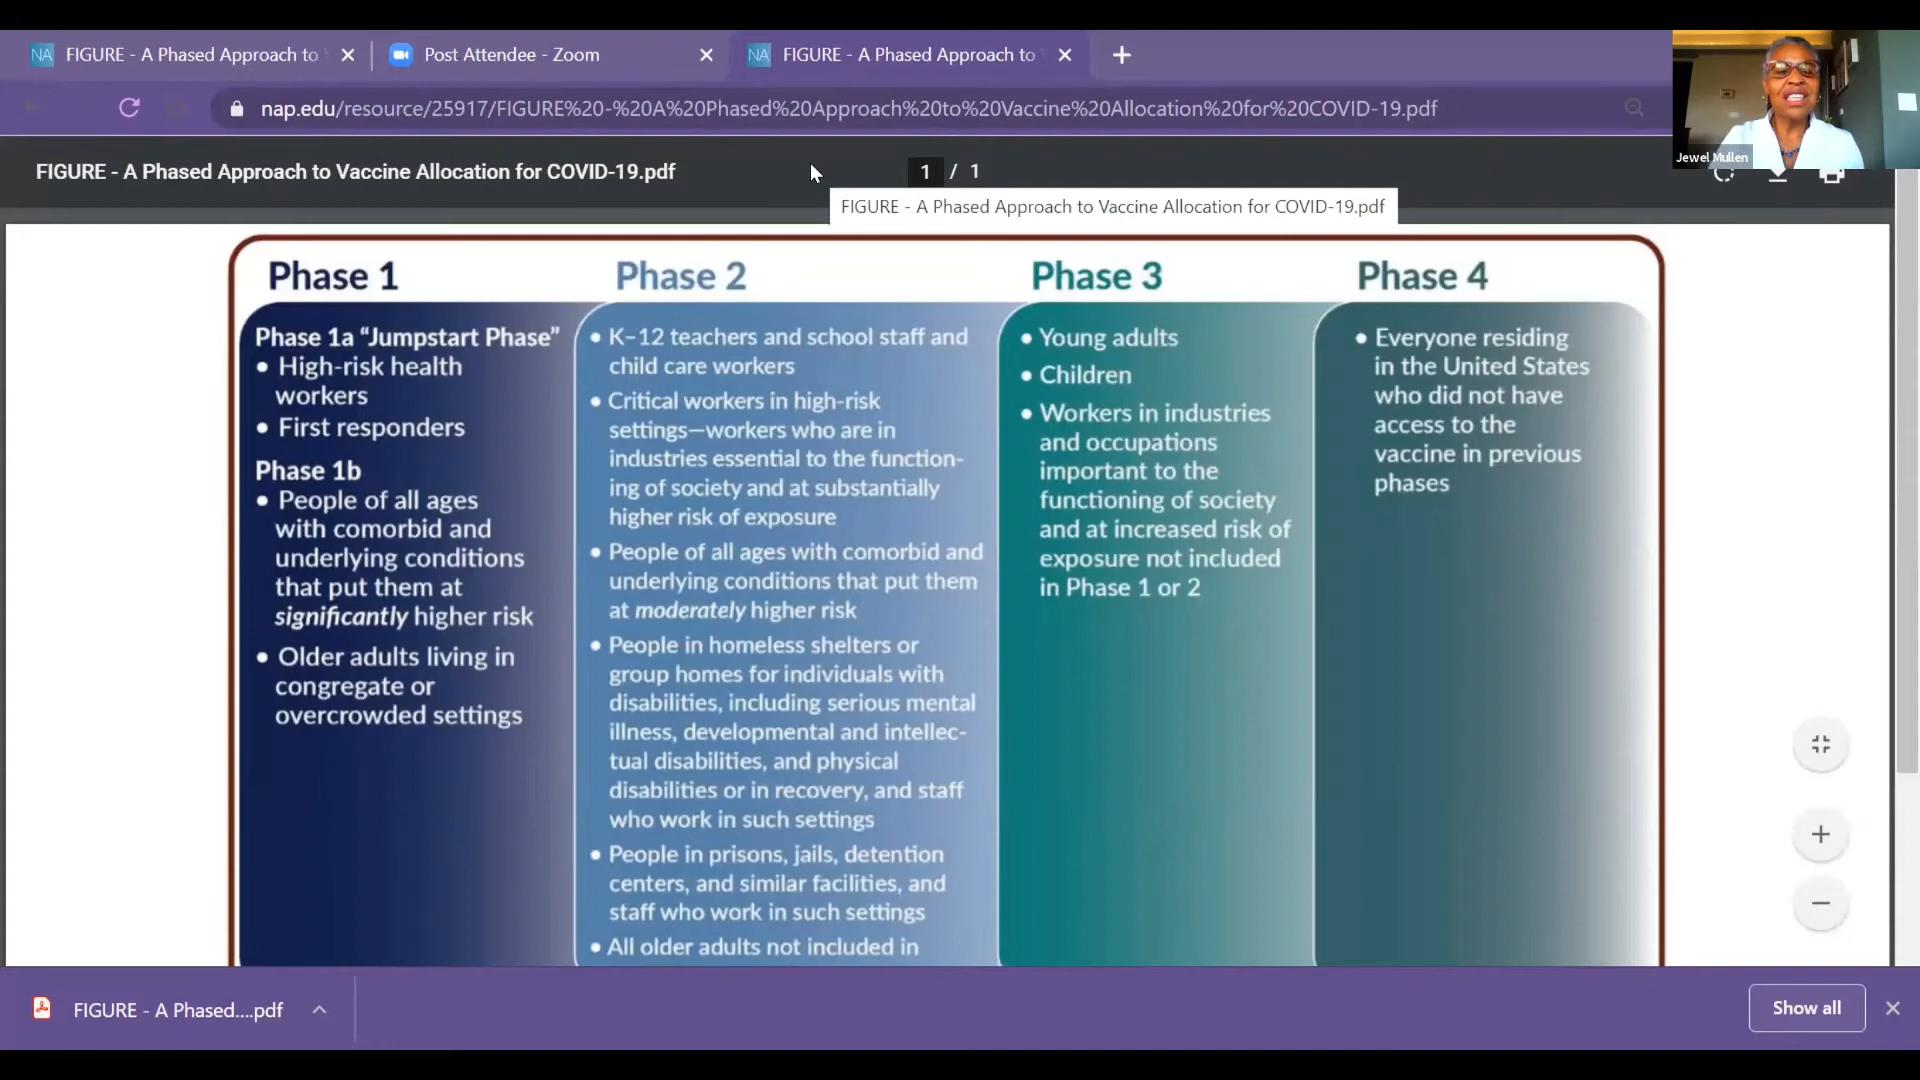 NA FIGURE - A Phased Approach to
Post Attendee - Zoom
NA FIGURE - A Phased Approach to
nap.edu/resource/25917/FIGURE%20-%20A%20Phased%20Approach%20to%20Vaccine%20Allocation%20for%20COVID-19.pdf
Jewel Mullen
FIGURE - A Phased Approach to Vaccine Allocation for COVID-19.pdf
1 / 1
FIGURE - A Phased Approach to Vaccine Allocation for COVID-19.pdf
Phase 1
Phase 1a “Jumpstart Phase”
• High-risk health
workers
• First responders
Phase 1b
• People of all ages
with comorbid and
underlying conditions
that put them at
significantly higher risk
• Older adults living in
congregate or
overcrowded settings
Phase 2
• K–12 teachers and school staff and
child care workers
• Critical workers in high-risk
settings—workers who are in
industries essential to the function-
ing of society and at substantially
higher risk of exposure
• People of all ages with comorbid and
underlying conditions that put them
at moderately higher risk
• People in homeless shelters or
group homes for individuals with
disabilities, including serious mental
illness, developmental and intellec-
tual disabilities, and physical
disabilities or in recovery, and staff
who work in such settings
• People in prisons, jails, detention
centers, and similar facilities, and
staff who work in such settings
• All older adults not included in
Phase 3
• Young adults
• Children
• Workers in industries
and occupations
important to the
functioning of society
and at increased risk of
exposure not included
in Phase 1 or 2
Phase 4
• Everyone residing
in the United States
who did not have
access to the
vaccine in previous
phases
FIGURE - A Phased....pdf
Show all